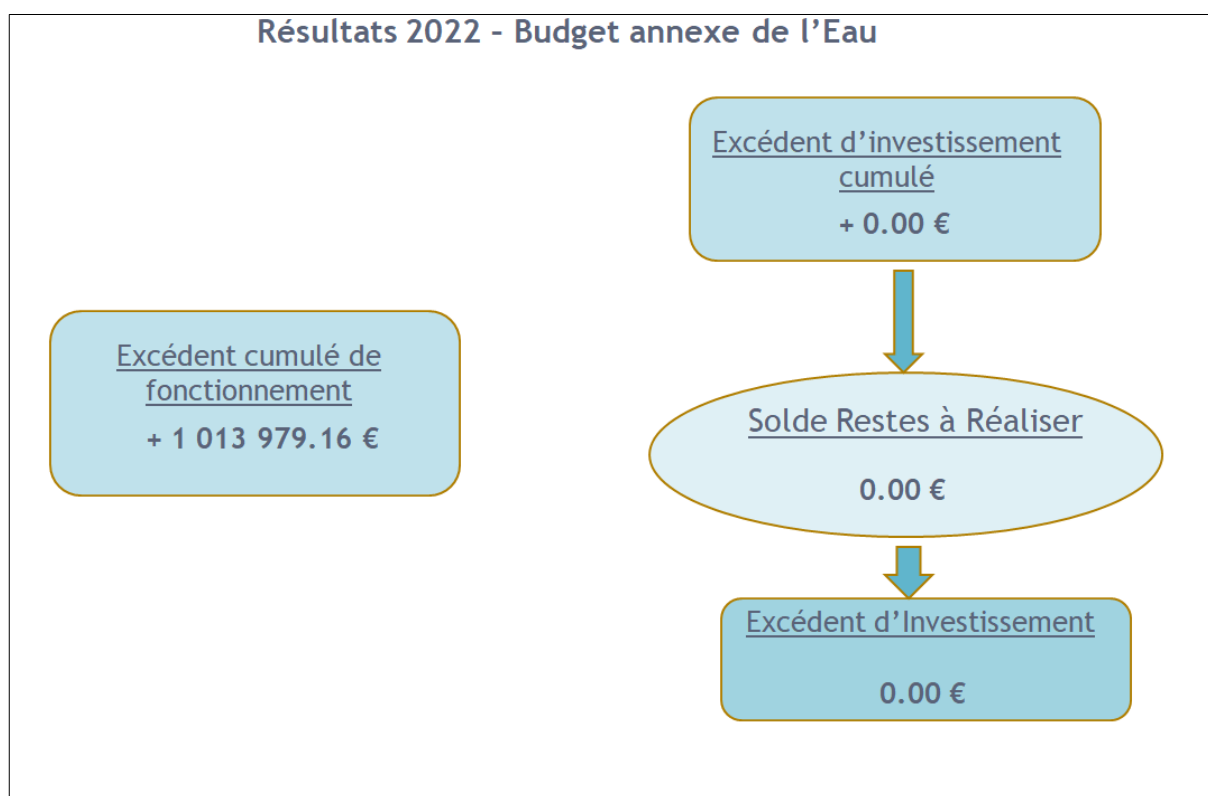 Résultats 2022 – Budget annexe de l’Eau
Excédent d’investissement
cumulé
+ 0.00 €
Excédent cumulé de
fonctionnement
+ 1 013 979.16 €
Solde Restes à Réaliser
0.00 €
Excédent d’Investissement
0.00 €